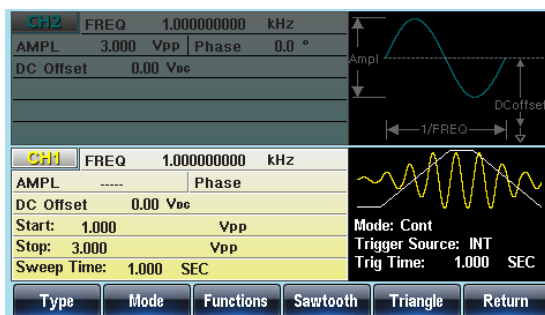 CH2 FREQ 1.000000000 kHz
AMPL 3.000 Vpp Phase 0.0 °
DC Offset 0.00 VDC
Ampl
DCoffset
1/FREQ
CH1 FREQ 1.000000000 kHz
AMPL ----- Phase
DC Offset 0.00 VDC
Start: 1.000 Vpp
Stop: 3.000 Vpp
Sweep Time: 1.000 SEC
Mode: Cont
Trigger Source: INT
Trig Time: 1.000 SEC
Type Mode Functions Sawtooth Triangle Return